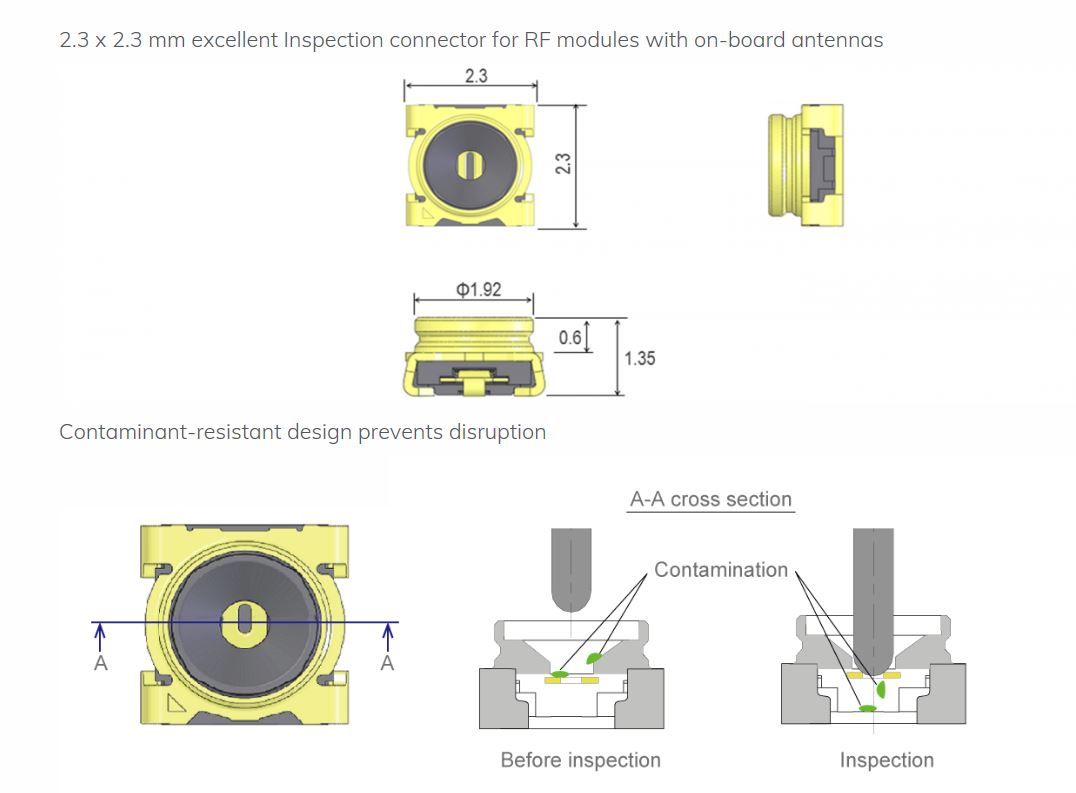 2.3 x 2.3 mm excellent Inspection connector for RF modules with on-board antennas
2.3
2.3
Φ1.92
0.6
1.35
Contaminant-resistant design prevents disruption
A-A cross section
Contamination
A
A
Before inspection
Inspection